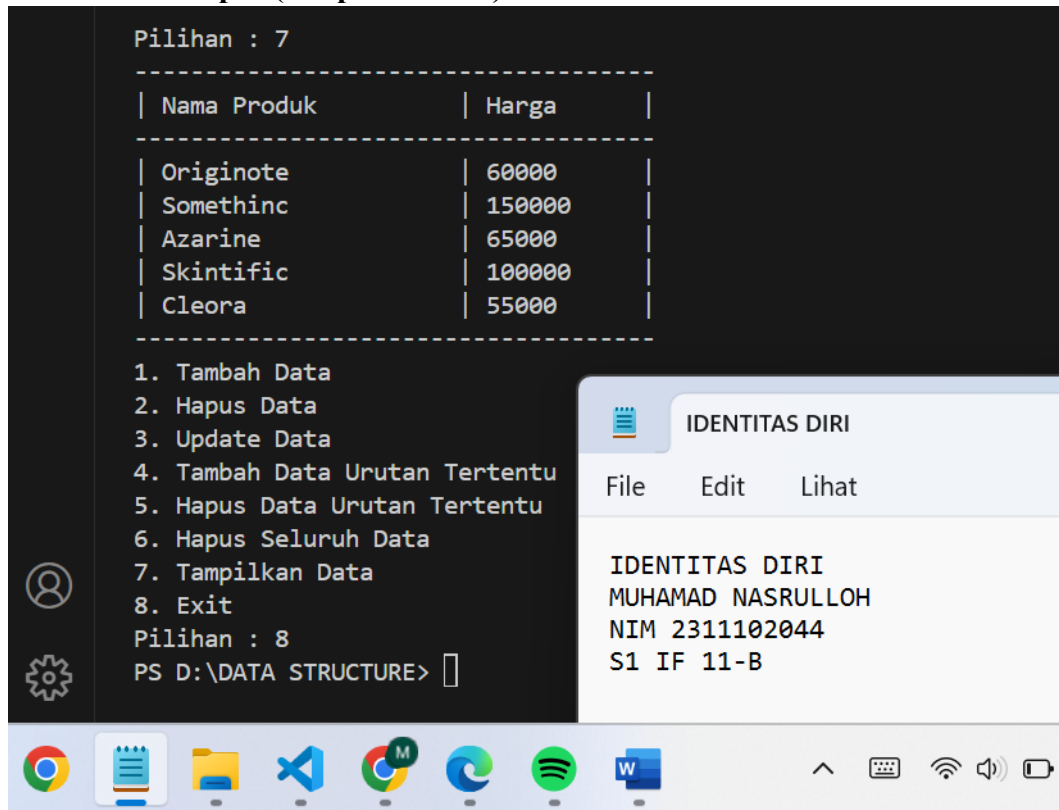 Pilihan : 7
-------------------------------------
| Nama Produk          | Harga      |
-------------------------------------
| Originote            | 60000      |
| Somethinc            | 150000     |
| Azarine              | 65000      |
| Skintific            | 100000     |
| Cleora               | 55000      |
-------------------------------------
1. Tambah Data
2. Hapus Data
3. Update Data
4. Tambah Data Urutan Tertentu
5. Hapus Data Urutan Tertentu
6. Hapus Seluruh Data
7. Tampilkan Data
8. Exit
Pilihan : 8
PS D:\DATA STRUCTURE>
IDENTITAS DIRI
File Edit Lihat
IDENTITAS DIRI
MUHAMAD NASRULLOH
NIM 2311102044
S1 IF 11-B
M
W